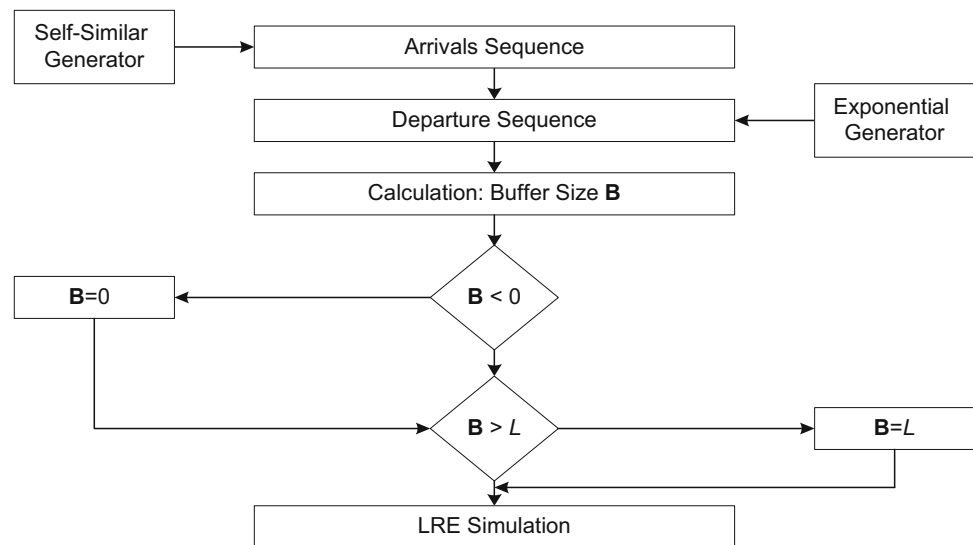 Self-Similar
Generator
Arrivals Sequence
Departure Sequence
Exponential
Generator
Calculation: Buffer Size B
B < 0
B=0
B > L
B=L
LRE Simulation